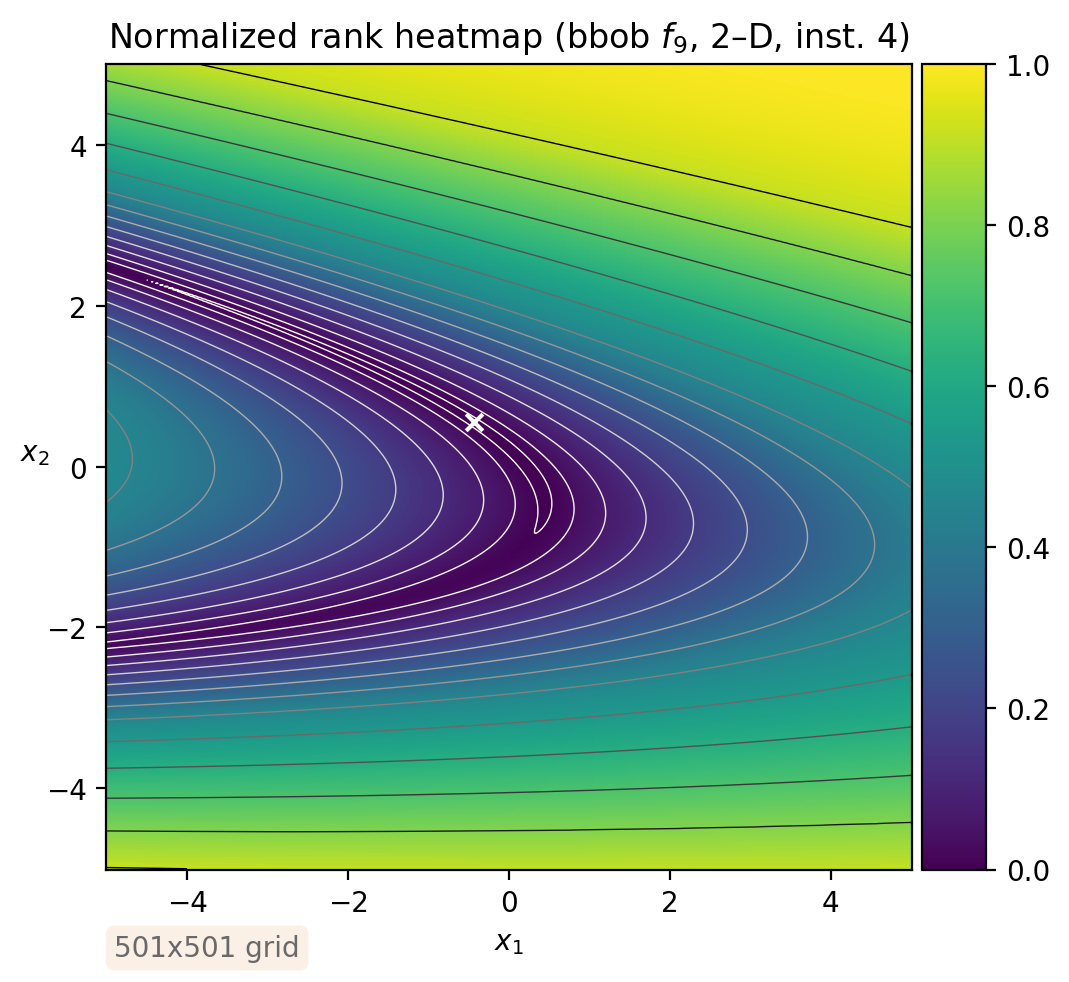 Normalized rank heatmap (bbob f₉, 2–D, inst. 4)
1.0
0.8
0.6
0.4
0.2
0.0
4
2
0
−2
−4
x₂
−4 −2 0 2 4
x₁
501x501 grid